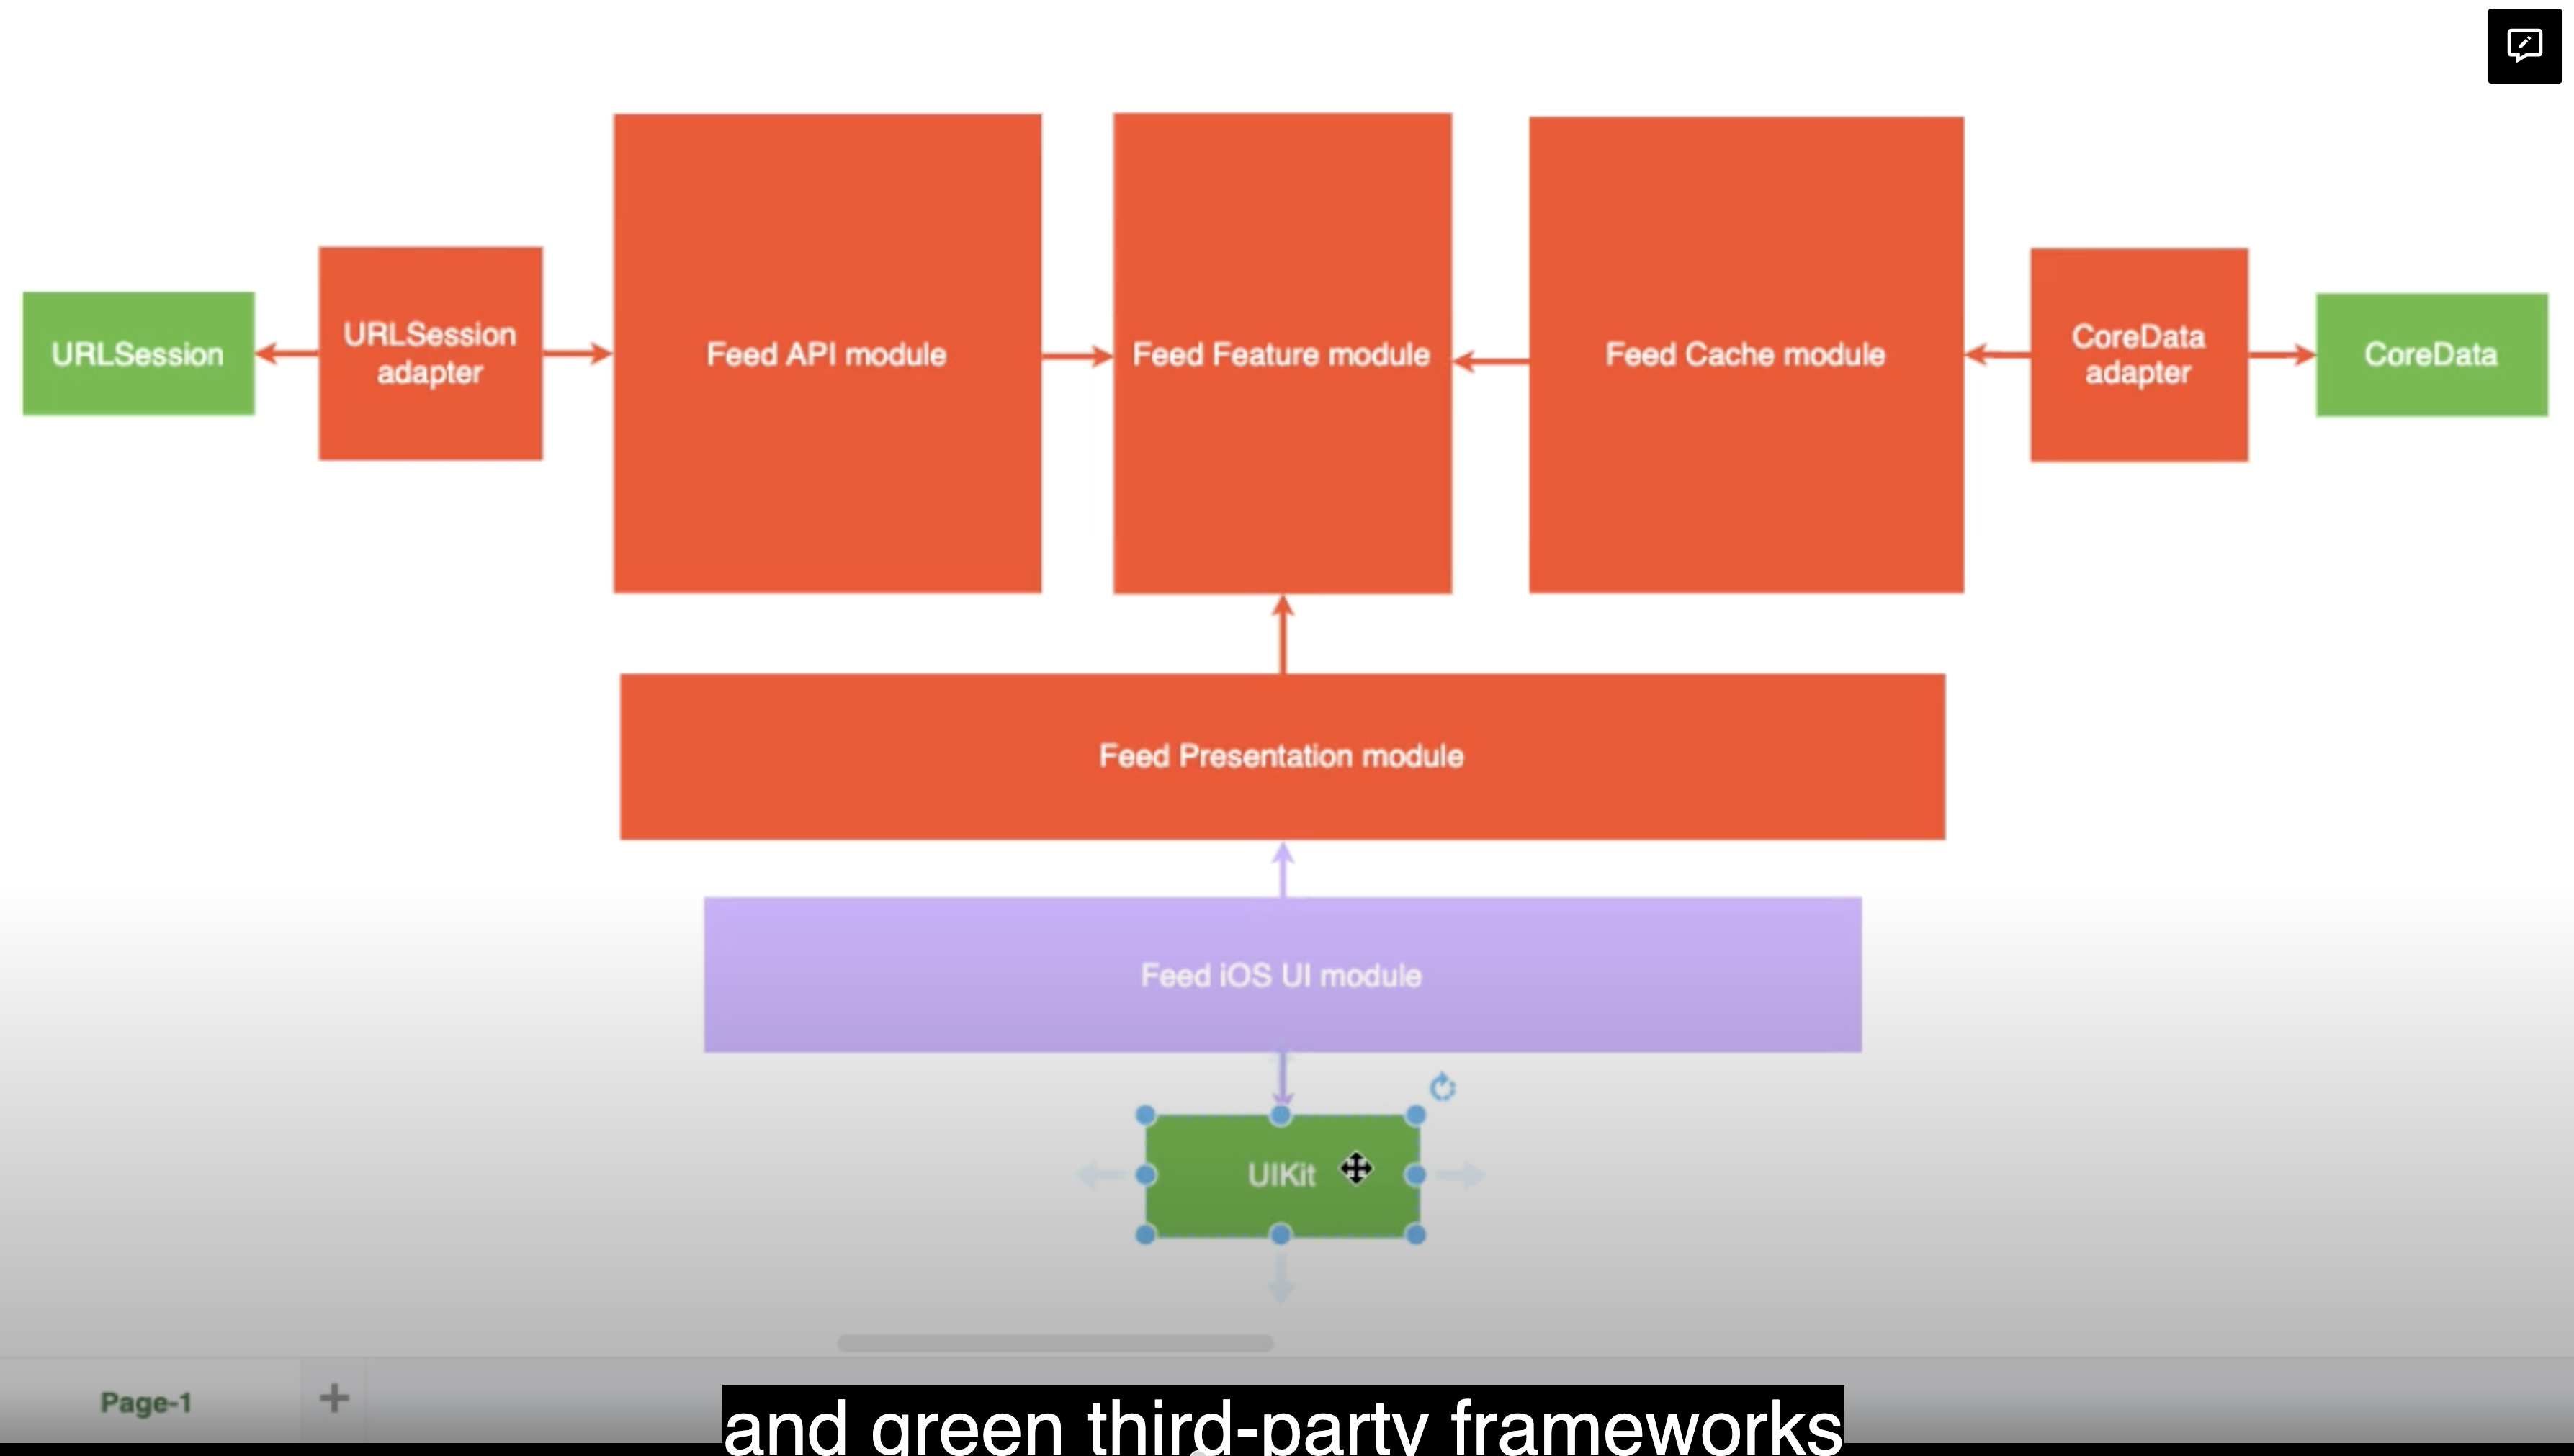 URLSession
URLSession
adapter
Feed API module
Feed Feature module
Feed Cache module
CoreData
adapter
CoreData
Feed Presentation module
Feed iOS UI module
UIKit
Page-1
and green third-party frameworks